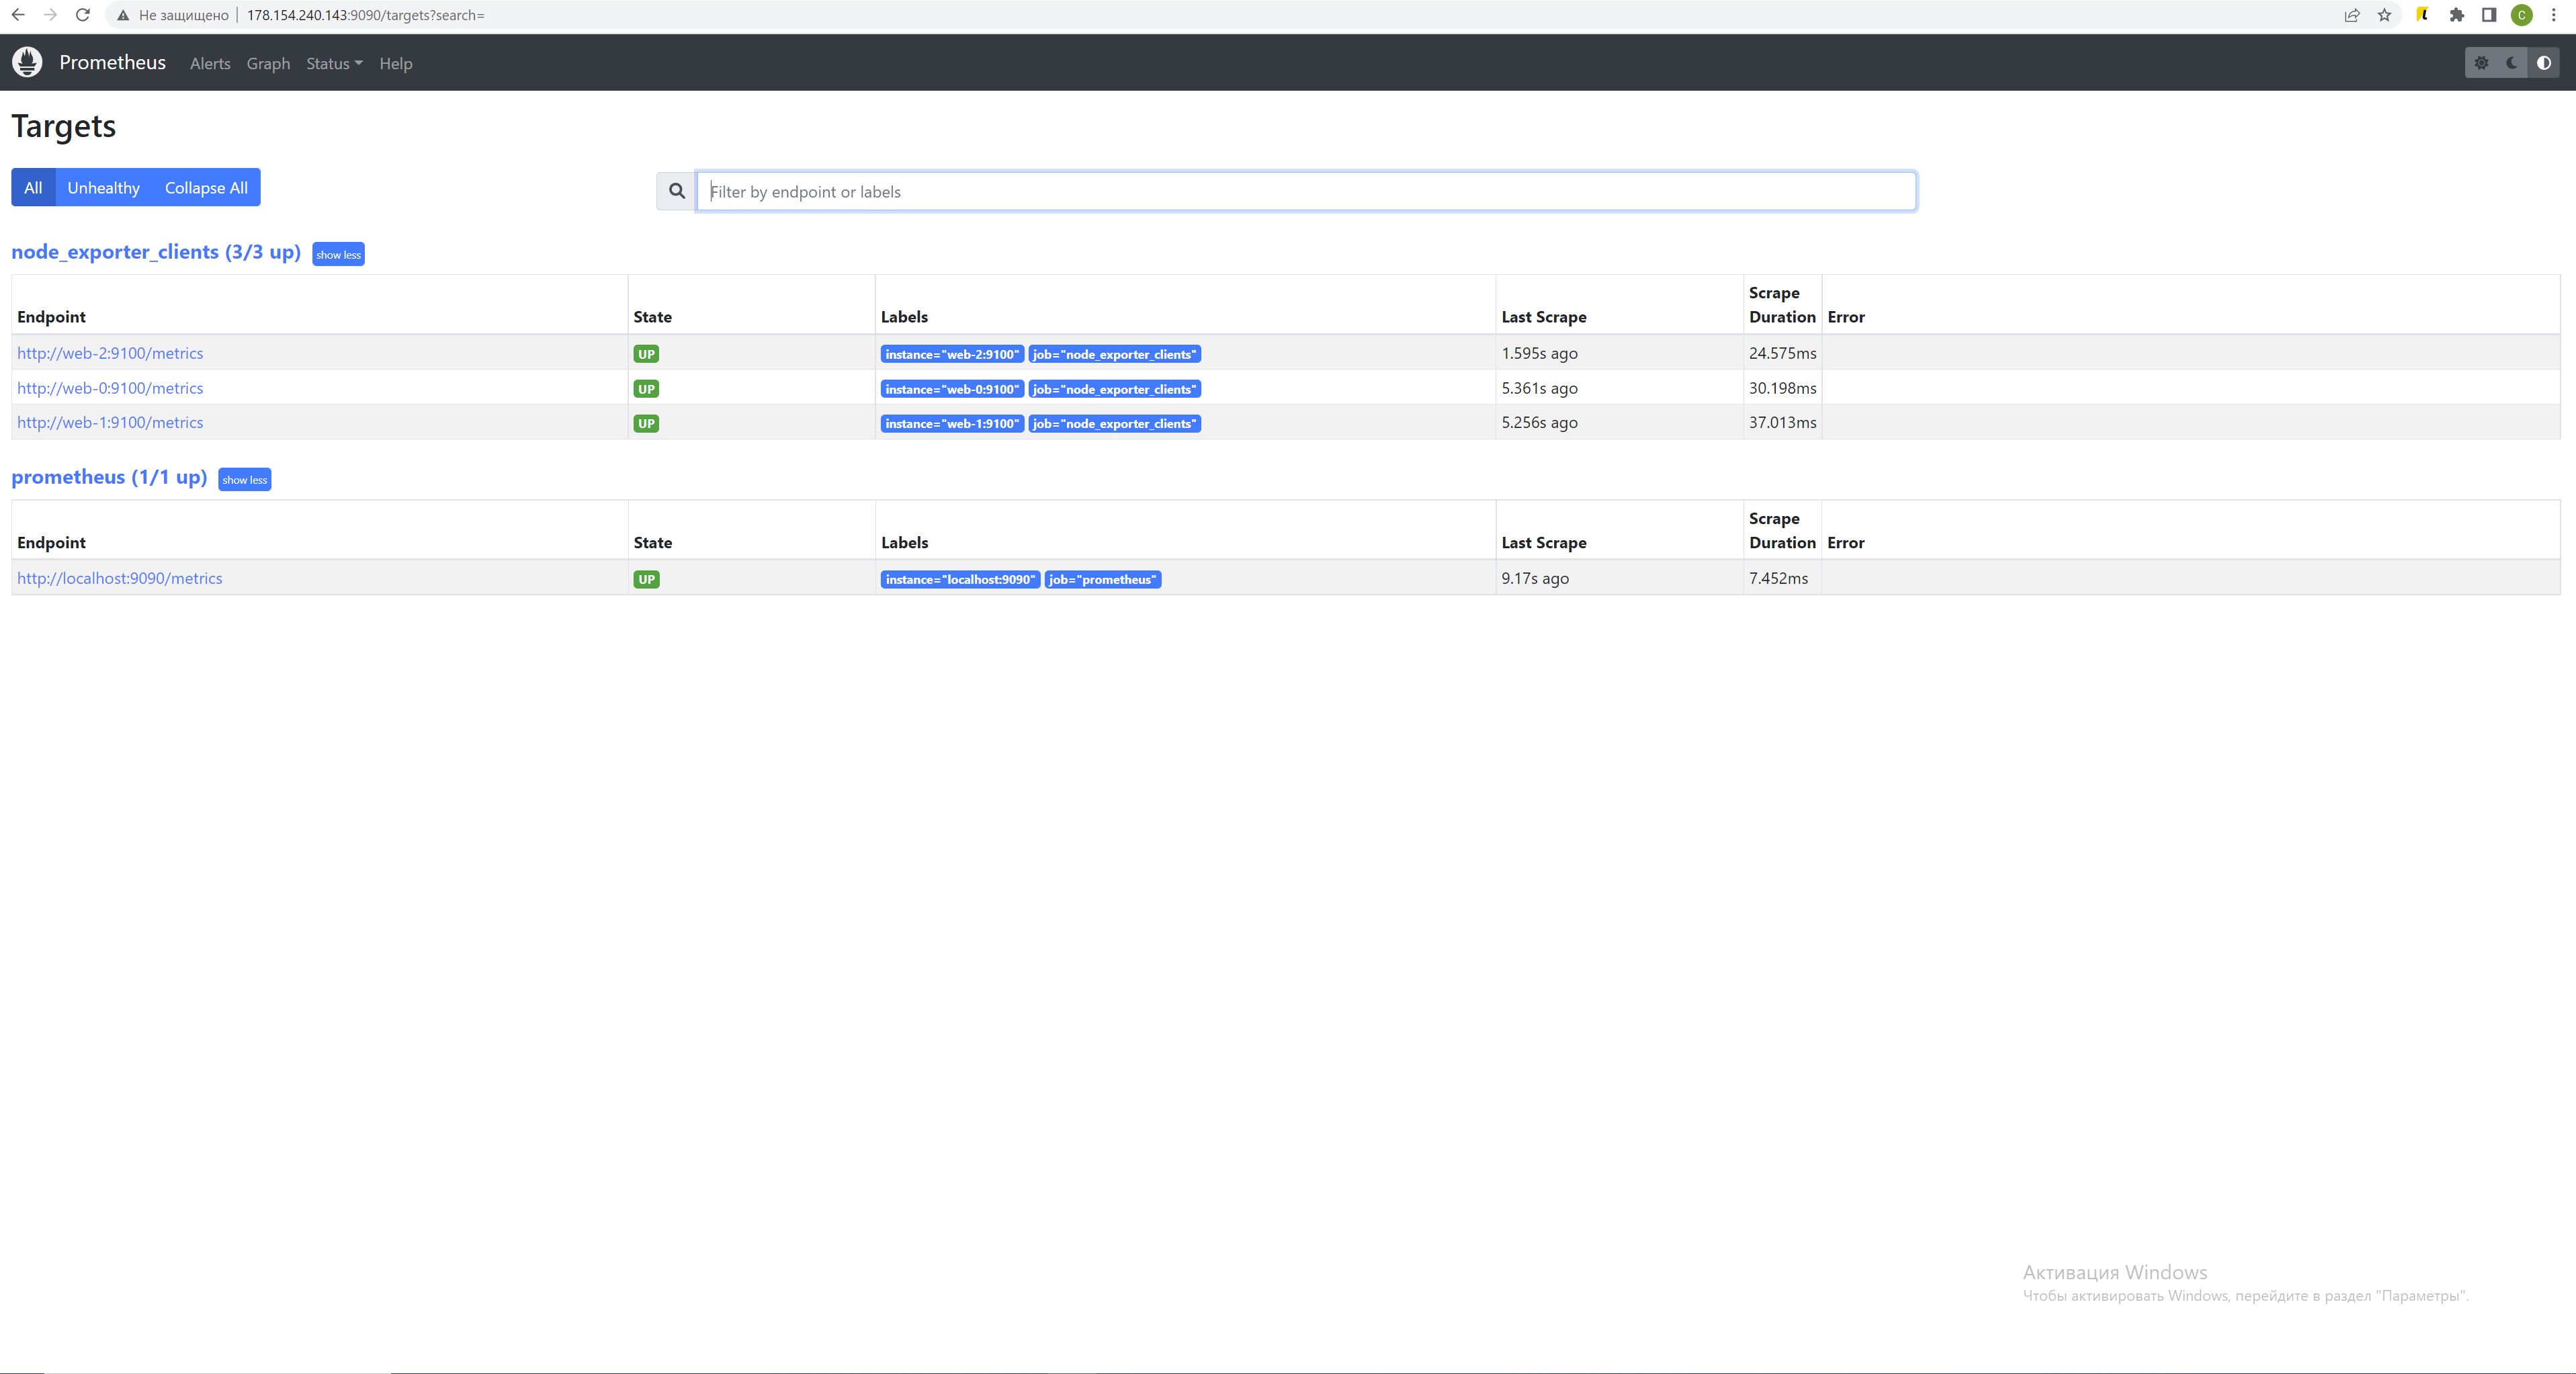 Не защищено 178.154.240.143:9090/targets?search=
C
Prometheus Alerts Graph Status Help
Targets
All Unhealthy Collapse All
Filter by endpoint or labels
node_exporter_clients (3/3 up) show less
Endpoint State Labels Last Scrape Scrape Duration Error
http://web-2:9100/metrics UP instance="web-2:9100" job="node_exporter_clients" 1.595s ago 24.575ms
http://web-0:9100/metrics UP instance="web-0:9100" job="node_exporter_clients" 5.361s ago 30.198ms
http://web-1:9100/metrics UP instance="web-1:9100" job="node_exporter_clients" 5.256s ago 37.013ms
prometheus (1/1 up) show less
Endpoint State Labels Last Scrape Scrape Duration Error
http://localhost:9090/metrics UP instance="localhost:9090" job="prometheus" 9.17s ago 7.452ms
Активация Windows
Чтобы активировать Windows, перейдите в раздел "Параметры".